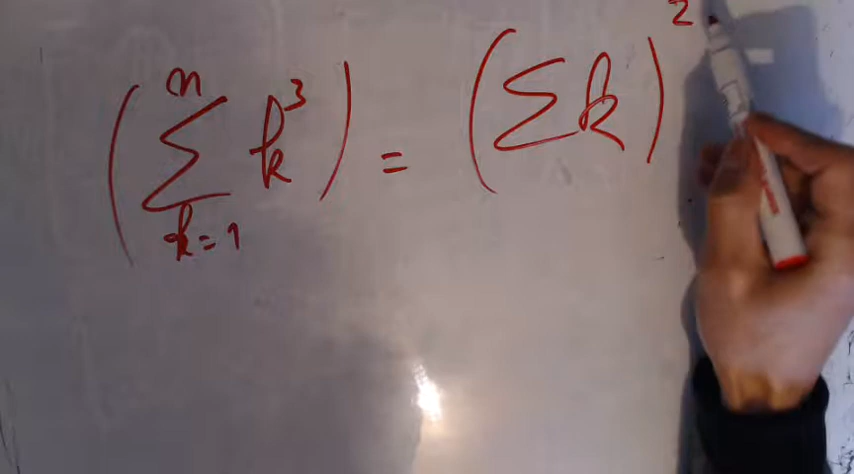 (∑_{k=1}^{n} k³) = (∑ k)²